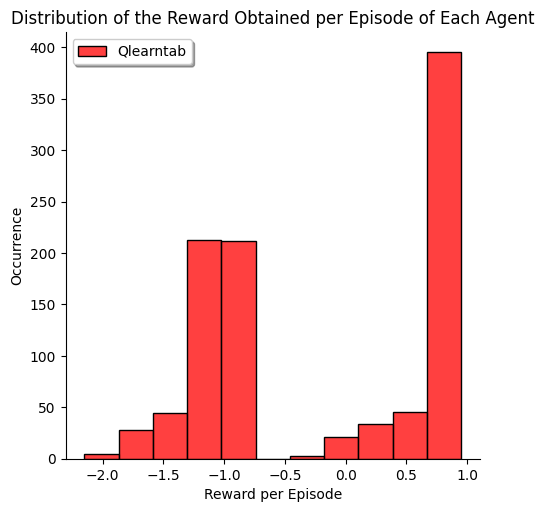 Distribution of the Reward Obtained per Episode of Each Agent
Qlearntab
Occurrence
400
350
300
250
200
150
100
50
0
−2.0 −1.5 −1.0 −0.5 0.0 0.5 1.0
Reward per Episode